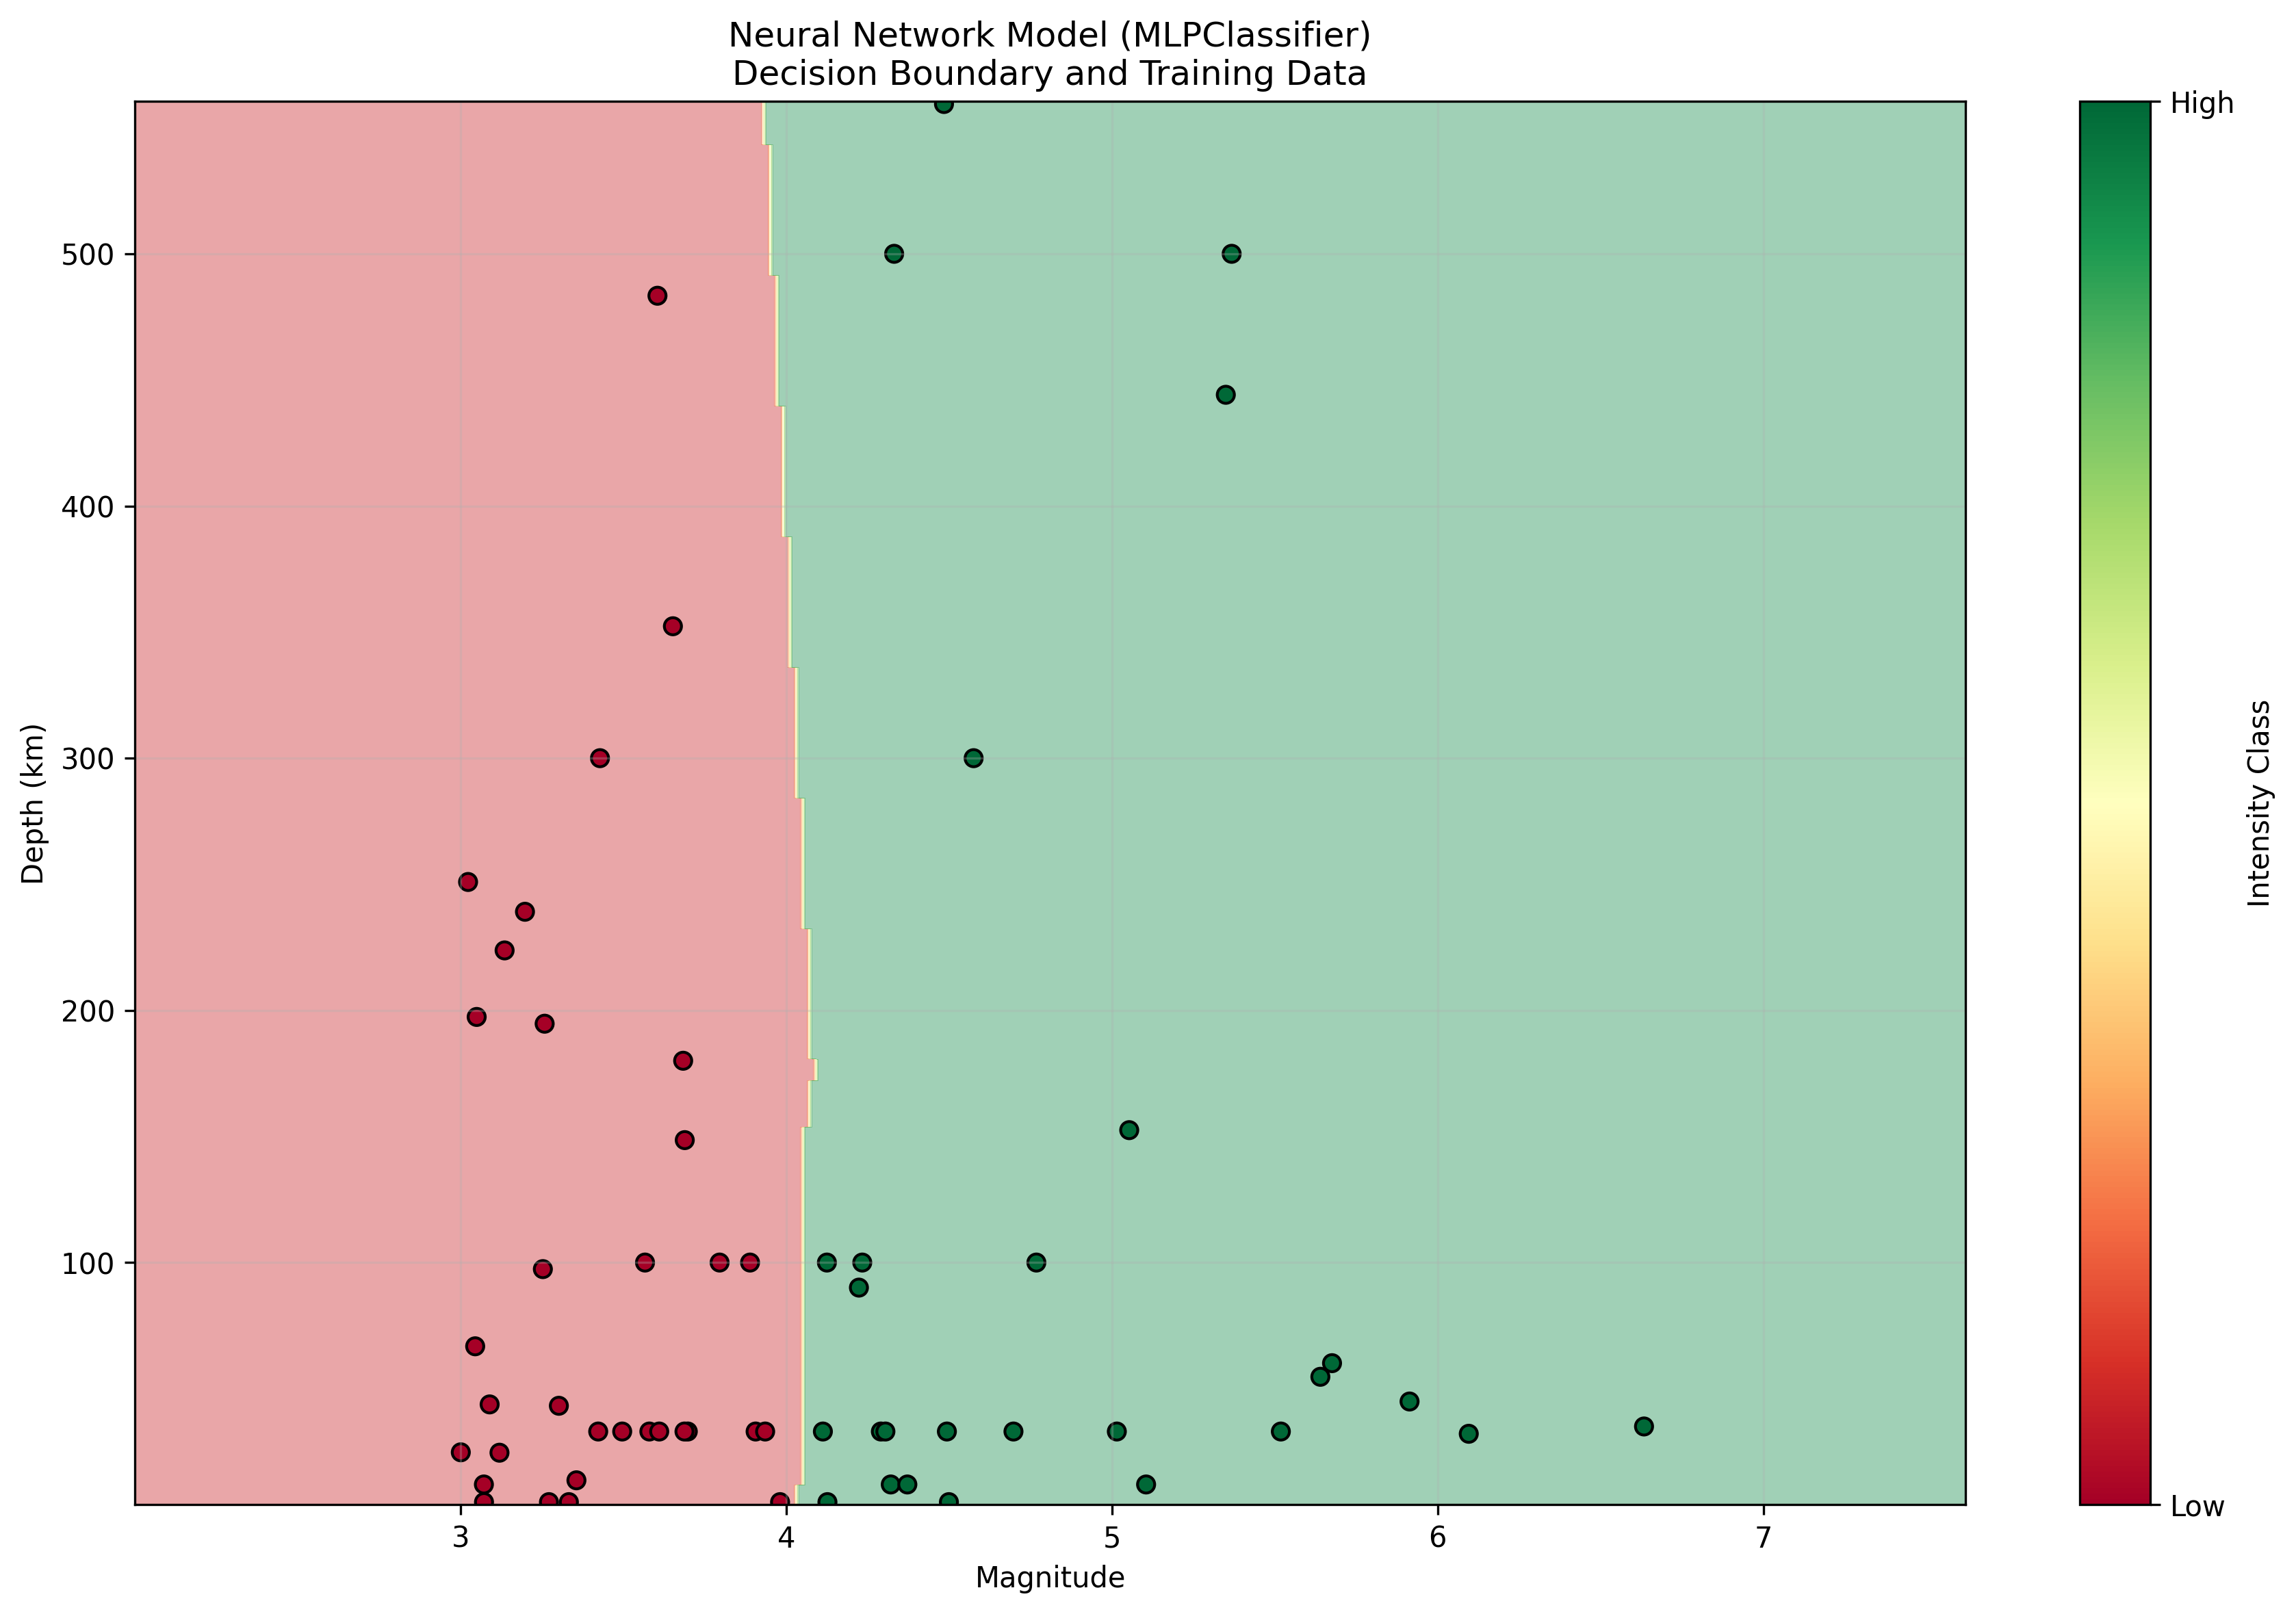 Neural Network Model (MLPClassifier)
Decision Boundary and Training Data
High
500
400
300
200
100
Depth (km)
Intensity Class
Low
3
4
5
6
7
Magnitude